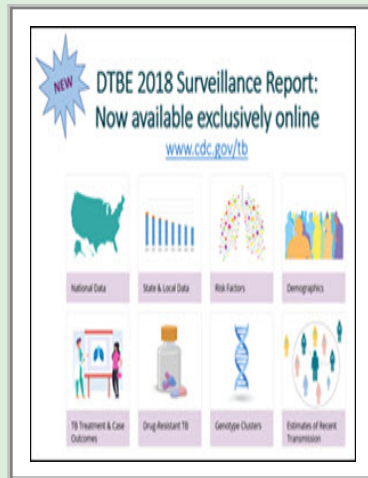 NEW
DTBE 2018 Surveillance Report:
Now available exclusively online
www.cdc.gov/tb
National Data
State & Local Data
Risk Factors
Demographics
TB Treatment & Case
Outcomes
Drug-Resistant TB
Genotype Clusters
Estimates of Recent
Transmission